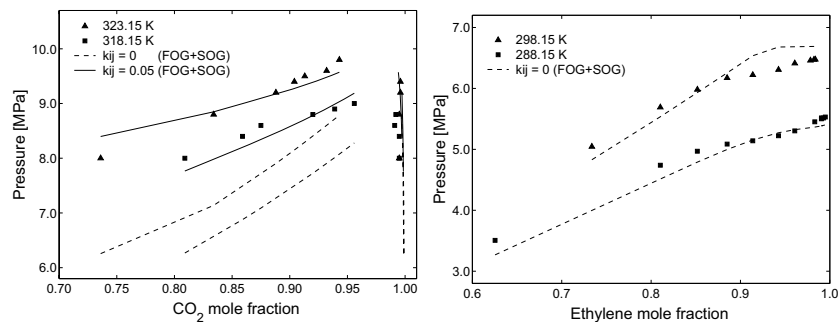 323.15 K
318.15 K
kij = 0 (FOG+SOG)
kij = 0.05 (FOG+SOG)
10.0
9.0
8.0
7.0
6.0
Pressure [MPa]
0.70 0.75 0.80 0.85 0.90 0.95 1.00
CO2 mole fraction
298.15 K
288.15 K
kij = 0 (FOG+SOG)
7.0
6.0
5.0
4.0
3.0
Pressure [MPa]
0.6 0.7 0.8 0.9 1.0
Ethylene mole fraction